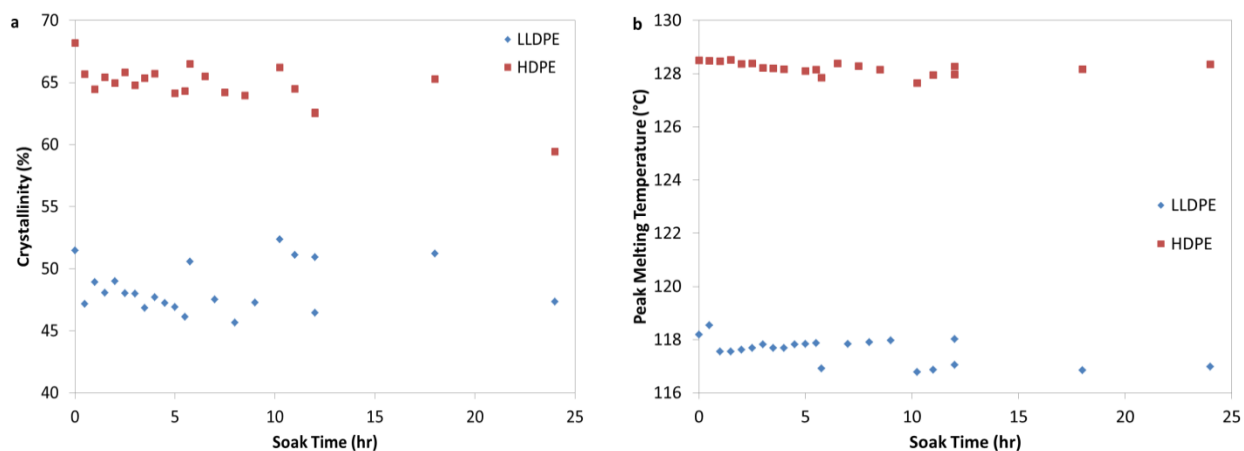 a
70
65
60
55
50
45
40
Crystallinity (%)
0 5 10 15 20 25
Soak Time (hr)
LLDPE
HDPE
b
130
128
126
124
122
120
118
116
Peak Melting Temperature (°C)
0 5 10 15 20 25
Soak Time (hr)
LLDPE
HDPE